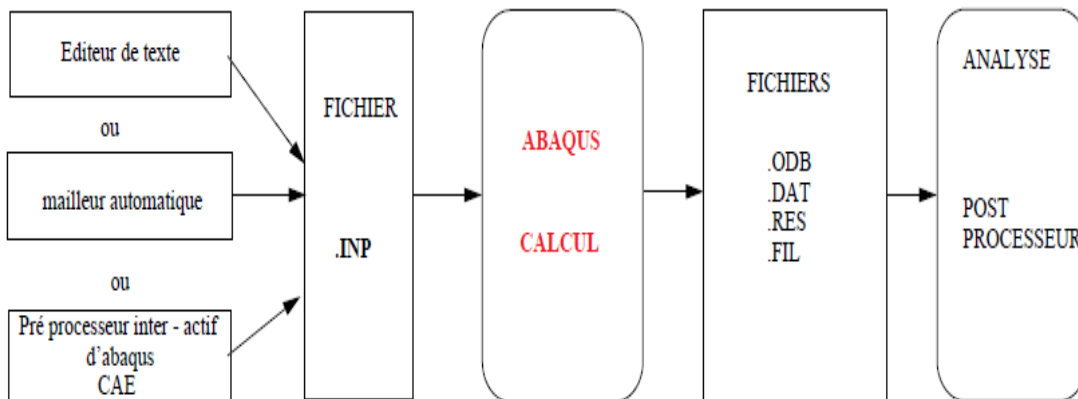 Editeur de texte
ou
mailleur automatique
ou
Pré processeur inter - actif
d'abaqus
CAE
FICHIER
.INP
ABAQUS
CALCUL
FICHIERS
.ODB
.DAT
.RES
.FIL
ANALYSE
POST
PROCESSEUR